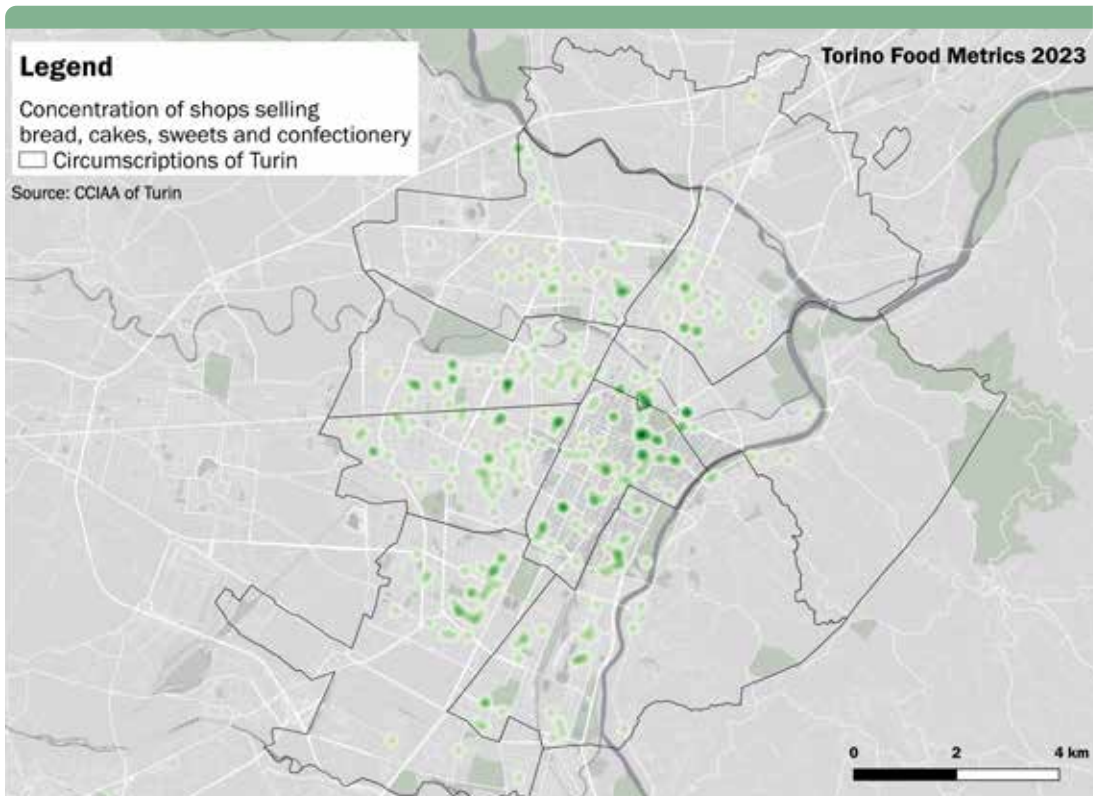 Torino Food Metrics 2023
Legend
Concentration of shops selling
bread, cakes, sweets and confectionery
Circumscriptions of Turin
Source: CCIAA of Turin
0 2 4 km